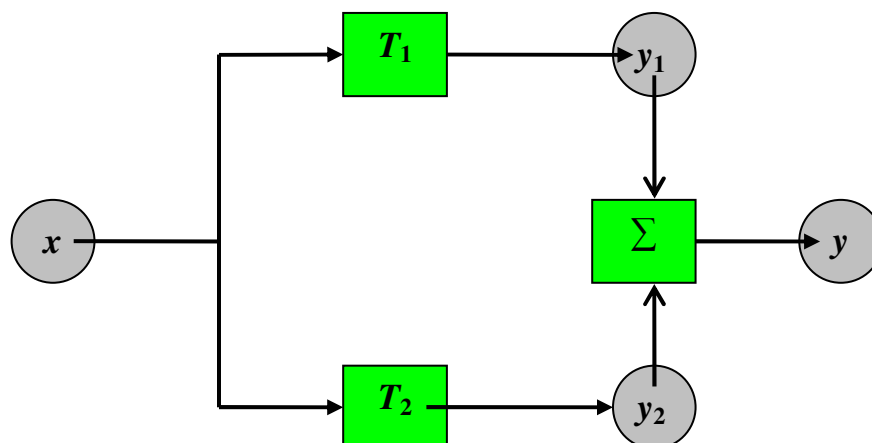 T₁
y₁
x
∑
y
T₂
y₂